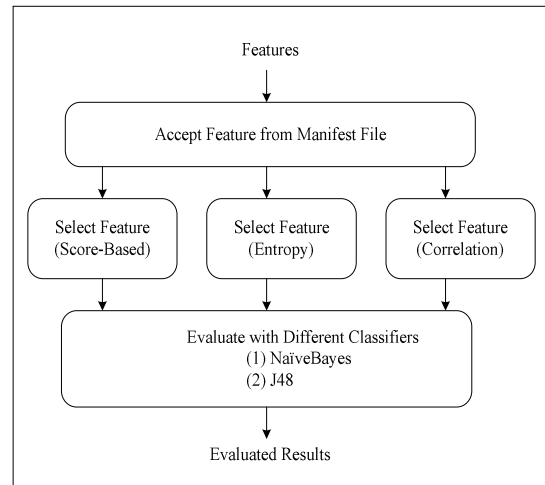 Features
Accept Feature from Manifest File
Select Feature
(Score-Based)
Select Feature
(Entropy)
Select Feature
(Correlation)
Evaluate with Different Classifiers
(1) NaïveBayes
(2) J48
Evaluated Results